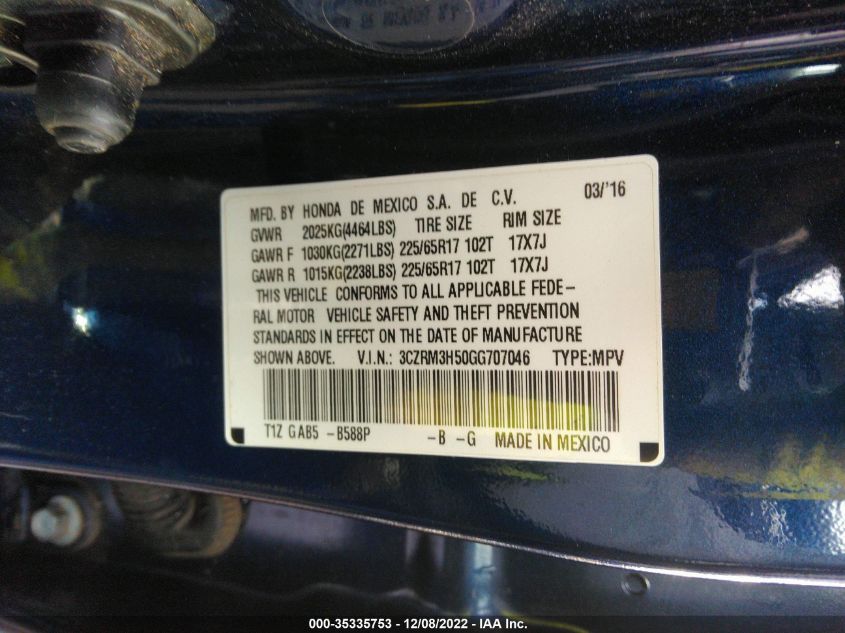 MFD. BY HONDA DE MEXICO S.A. DE C.V. 03/'16
GVWR 2025KG(4464LBS) TIRE SIZE RIM SIZE
GAWR F 1030KG(2271LBS) 225/65R17 102T 17X7J
GAWR R 1015KG(2238LBS) 225/65R17 102T 17X7J
THIS VEHICLE CONFORMS TO ALL APPLICABLE FEDE-
RAL MOTOR VEHICLE SAFETY AND THEFT PREVENTION
STANDARDS IN EFFECT ON THE DATE OF MANUFACTURE
SHOWN ABOVE. V.I.N.: 3CZRM3H50GG707046 TYPE:MPV
T1Z GAB5 -B588P -B -G MADE IN MEXICO
000-35335753 - 12/08/2022 - IAA Inc.